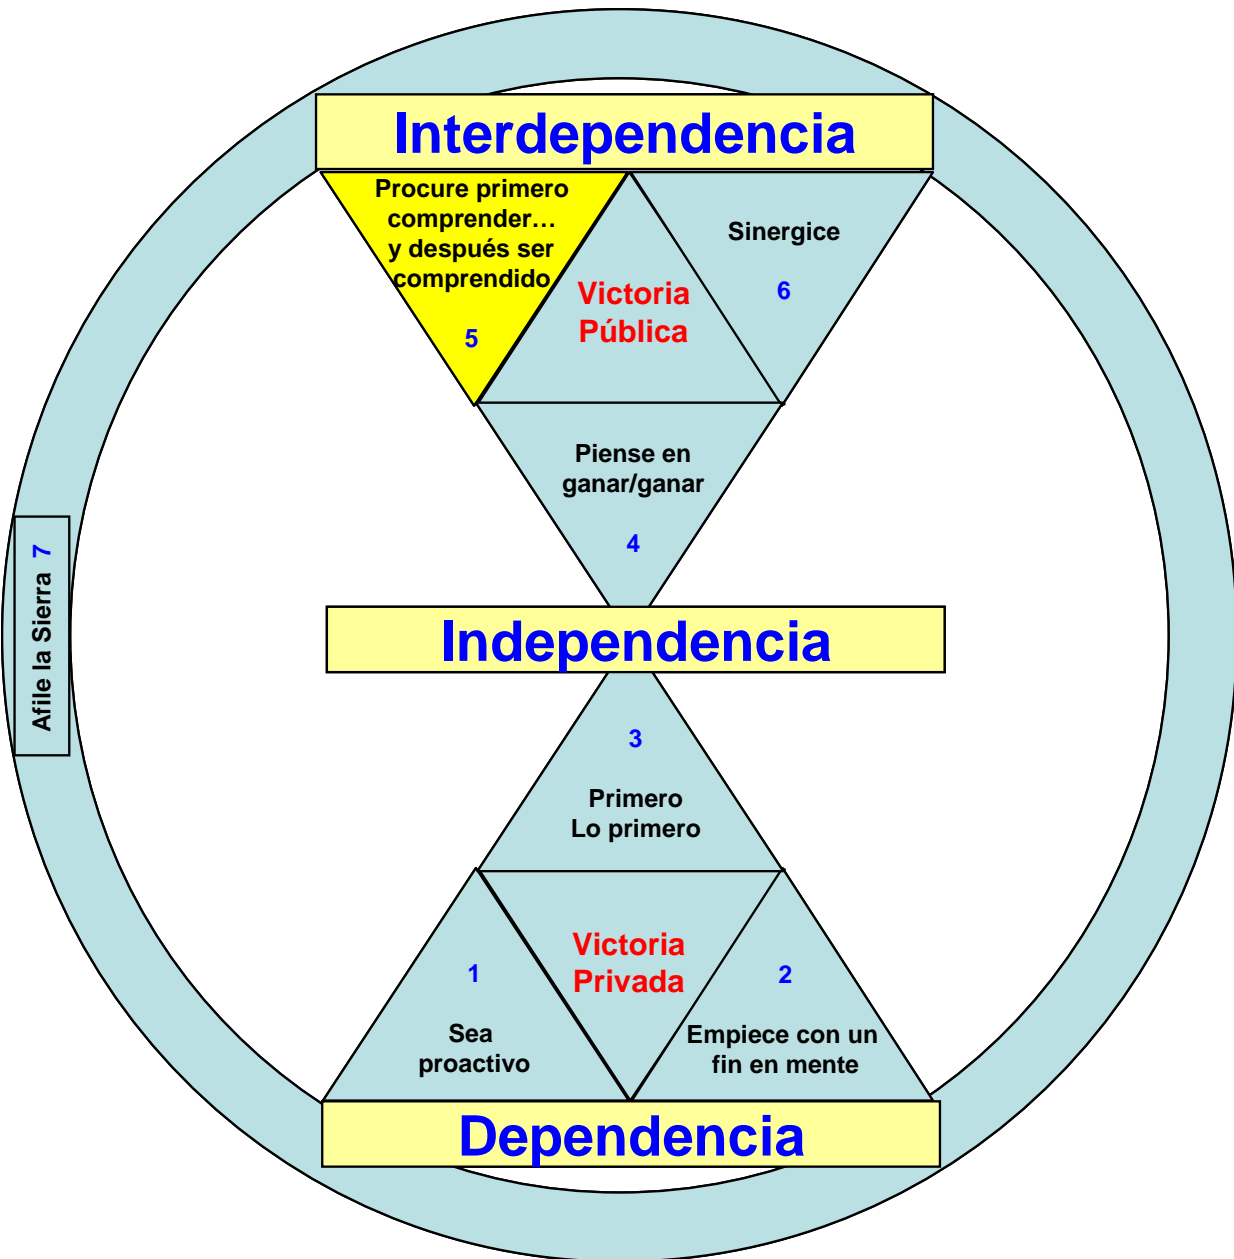 Interdependencia
Procure primero
comprender…
y después ser
comprendido
5
Victoria
Pública
Sinergice
6
Piense en
ganar/ganar
4
Afile la Sierra 7
Independencia
3
Primero
Lo primero
1
Sea
proactivo
Victoria
Privada
2
Empiece con un
fin en mente
Dependencia